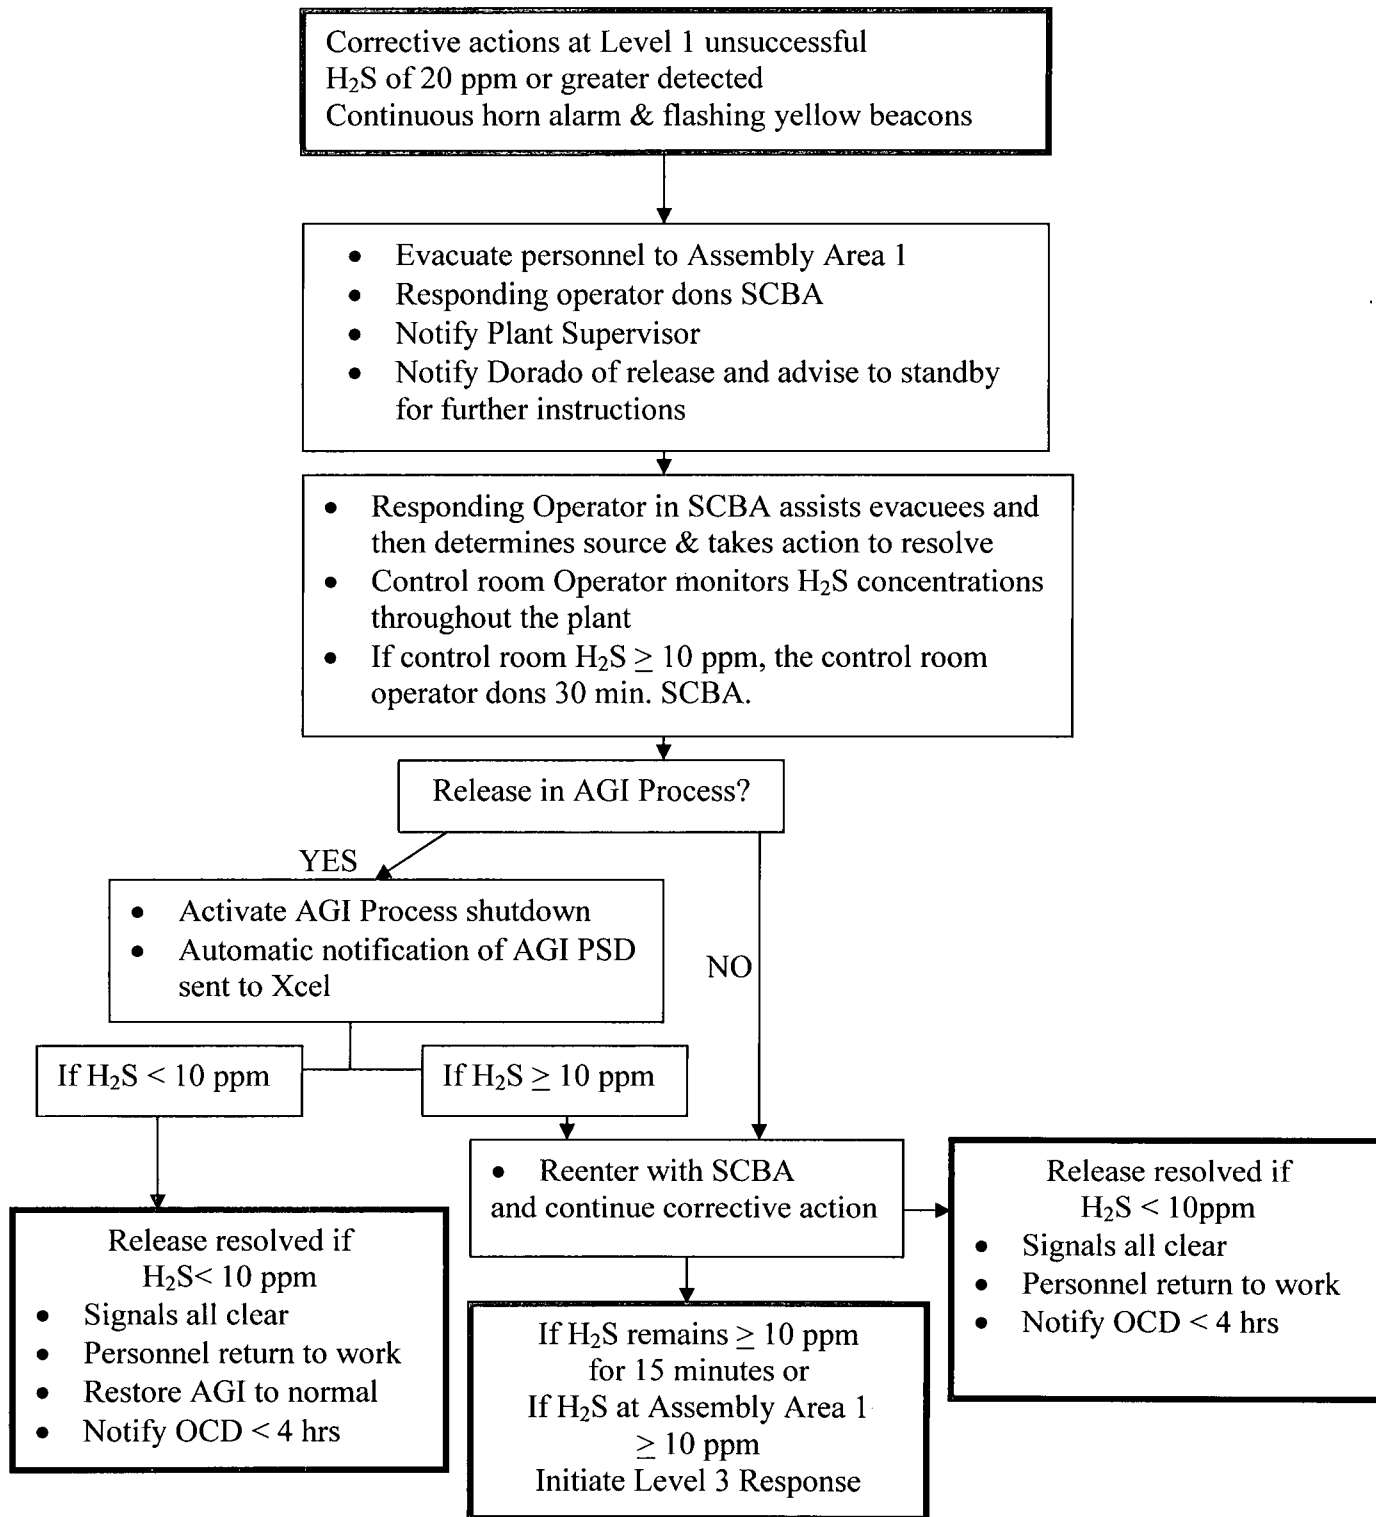 Corrective actions at Level 1 unsuccessful
H₂S of 20 ppm or greater detected
Continuous horn alarm & flashing yellow beacons
• Evacuate personnel to Assembly Area 1
• Responding operator dons SCBA
• Notify Plant Supervisor
• Notify Dorado of release and advise to standby
for further instructions
• Responding Operator in SCBA assists evacuees and
then determines source & takes action to resolve
• Control room Operator monitors H₂S concentrations
throughout the plant
• If control room H₂S ≥ 10 ppm, the control room
operator dons 30 min. SCBA.
Release in AGI Process?
YES
• Activate AGI Process shutdown
• Automatic notification of AGI PSD
sent to Xcel
NO
If H₂S < 10 ppm
If H₂S ≥ 10 ppm
• Reenter with SCBA
and continue corrective action
Release resolved if
H₂S < 10ppm
• Signals all clear
• Personnel return to work
• Notify OCD < 4 hrs
Release resolved if
H₂S< 10 ppm
• Signals all clear
• Personnel return to work
• Restore AGI to normal
• Notify OCD < 4 hrs
If H₂S remains ≥ 10 ppm
for 15 minutes or
If H₂S at Assembly Area 1
≥ 10 ppm
Initiate Level 3 Response